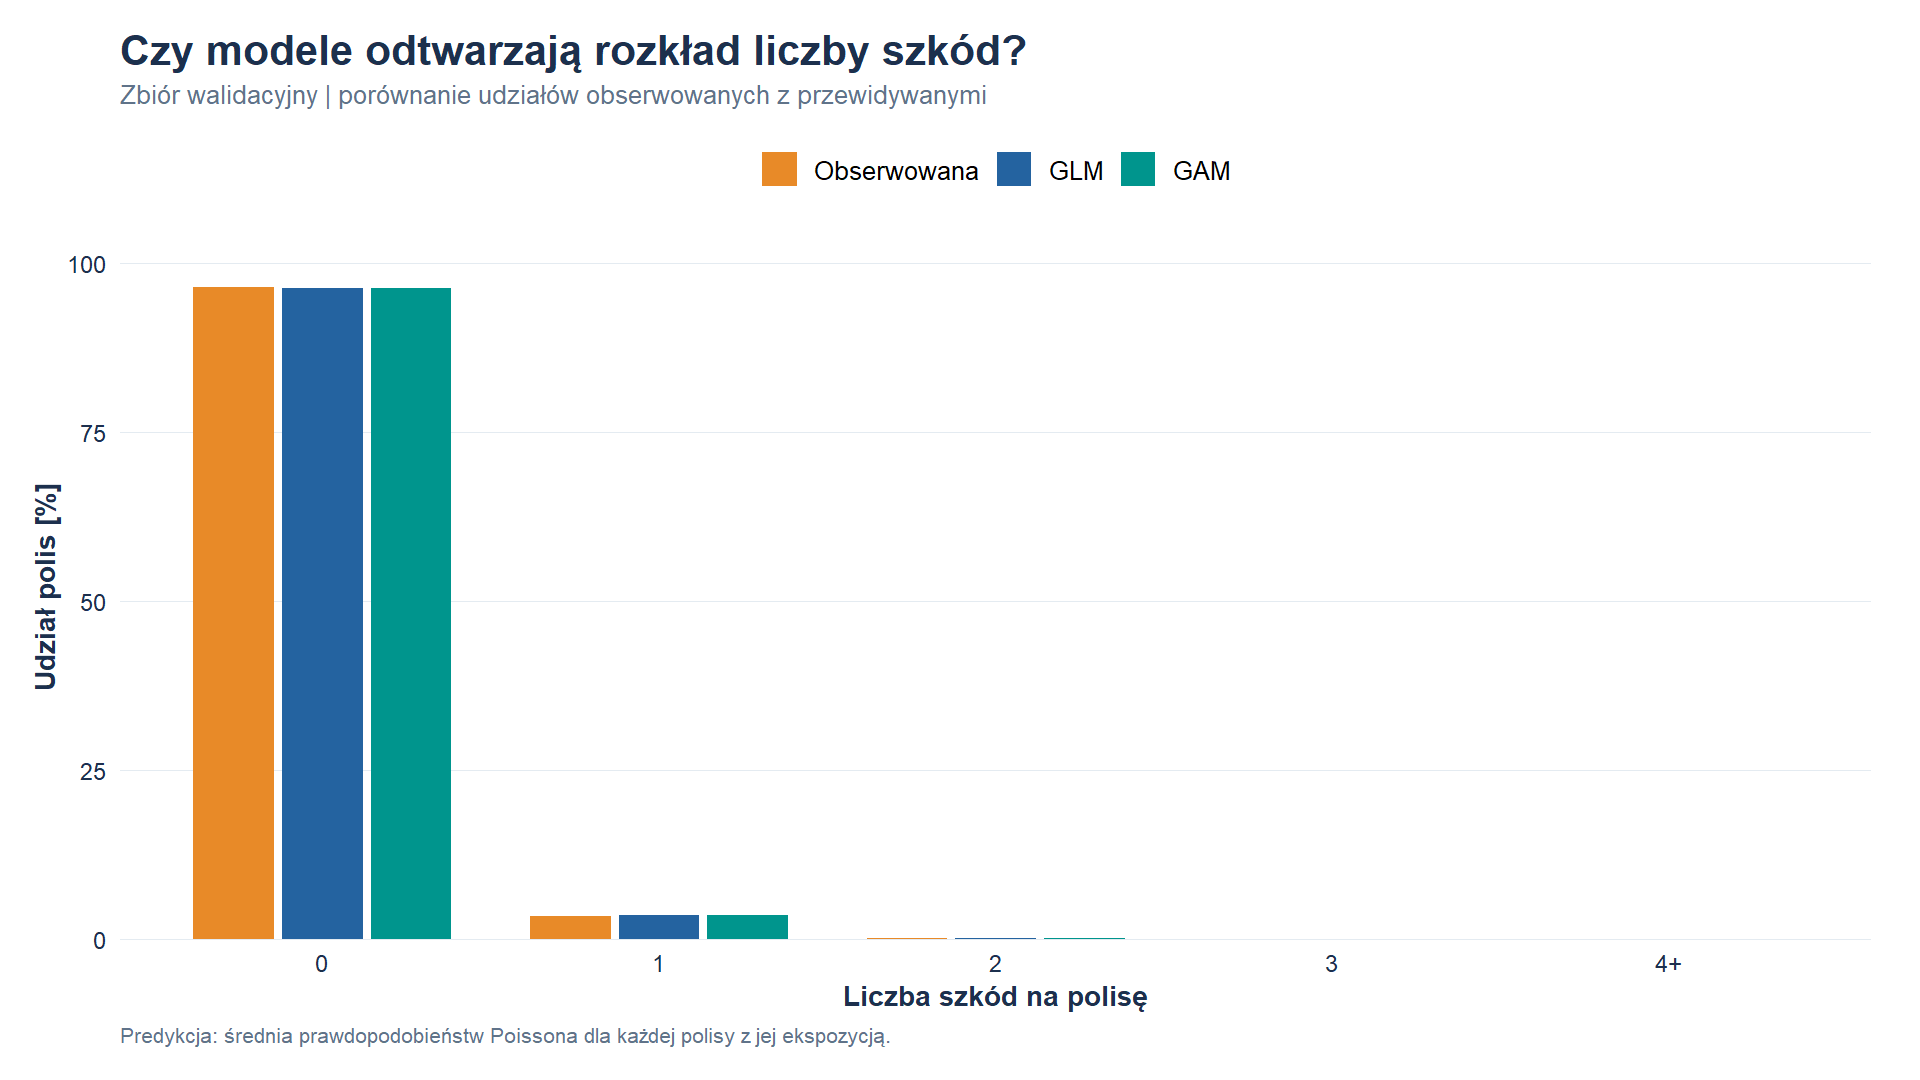 Czy modele odtwarzają rozkład liczby szkód?
Zbiór walidacyjny | porównanie udziałów obserwowanych z przewidywanymi
Obserwowana GLM GAM
100
75
50
25
0
Udział polis [%]
0 1 2 3 4+
Liczba szkód na polisę
Predykcja: średnia prawdopodobieństw Poissona dla każdej polisy z jej ekspozycją.